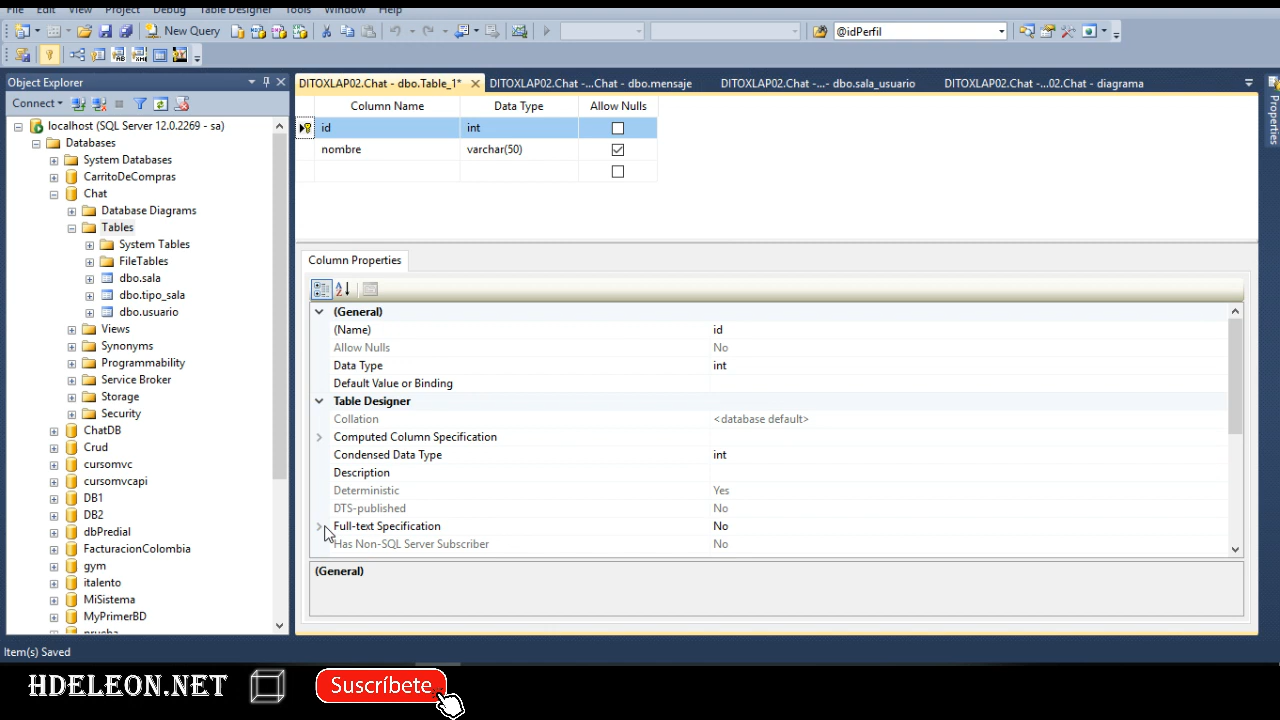 File Edit View Project Debug Table Designer Tools Window Help
New Query
@idPerfil
Object Explorer
Connect
localhost (SQL Server 12.0.2269 - sa)
Databases
System Databases
CarritoDeCompras
Chat
Database Diagrams
Tables
System Tables
FileTables
dbo.sala
dbo.tipo_sala
dbo.usuario
Views
Synonyms
Programmability
Service Broker
Storage
Security
ChatDB
Crud
cursomvc
cursomvcapi
DB1
DB2
dbPredial
FacturacionColombia
gym
italento
MiSistema
MyPrimerBD
prueba
DITOXLAP02.Chat - dbo.Table_1* DITOXLAP02.Chat -...Chat - dbo.mensaje DITOXLAP02.Chat -...- dbo.sala_usuario DITOXLAP02.Chat -...02.Chat - diagrama
Column Name Data Type Allow Nulls
id int
nombre varchar(50)
Column Properties
(General)
(Name) id
Allow Nulls No
Data Type int
Default Value or Binding
Table Designer
Collation <database default>
Computed Column Specification
Condensed Data Type int
Description
Deterministic Yes
DTS-published No
Full-text Specification No
Has Non-SQL Server Subscriber No
(General)
Properties
Item(s) Saved
HDELEON.NET
Suscríbete